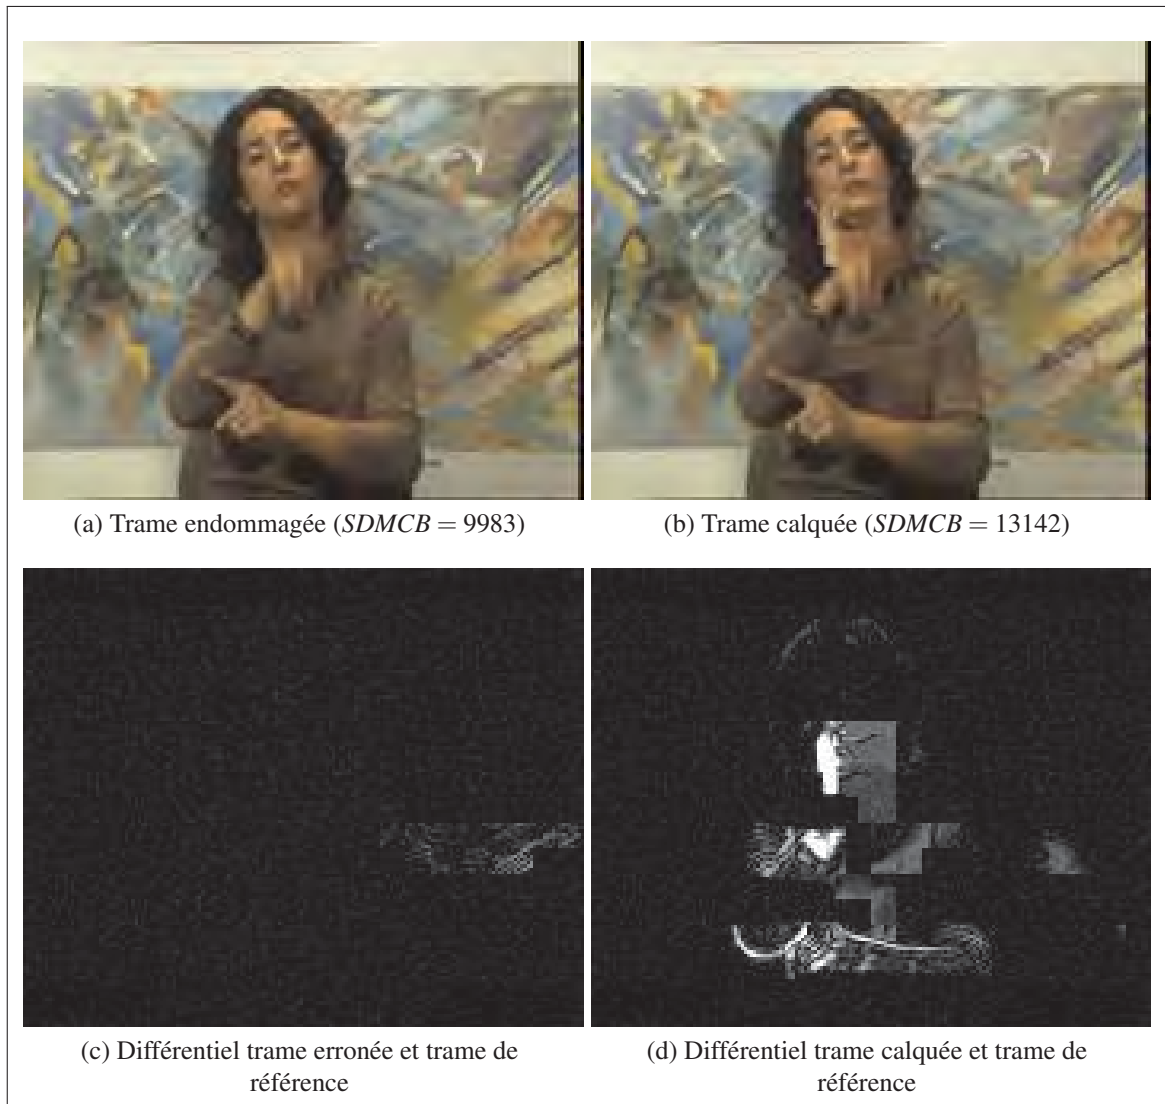 (a) Trame endommagée (SDMCB = 9983)
(b) Trame calquée (SDMCB = 13142)
(c) Différentiel trame erronée et trame de
référence
(d) Différentiel trame calquée et trame de
référence